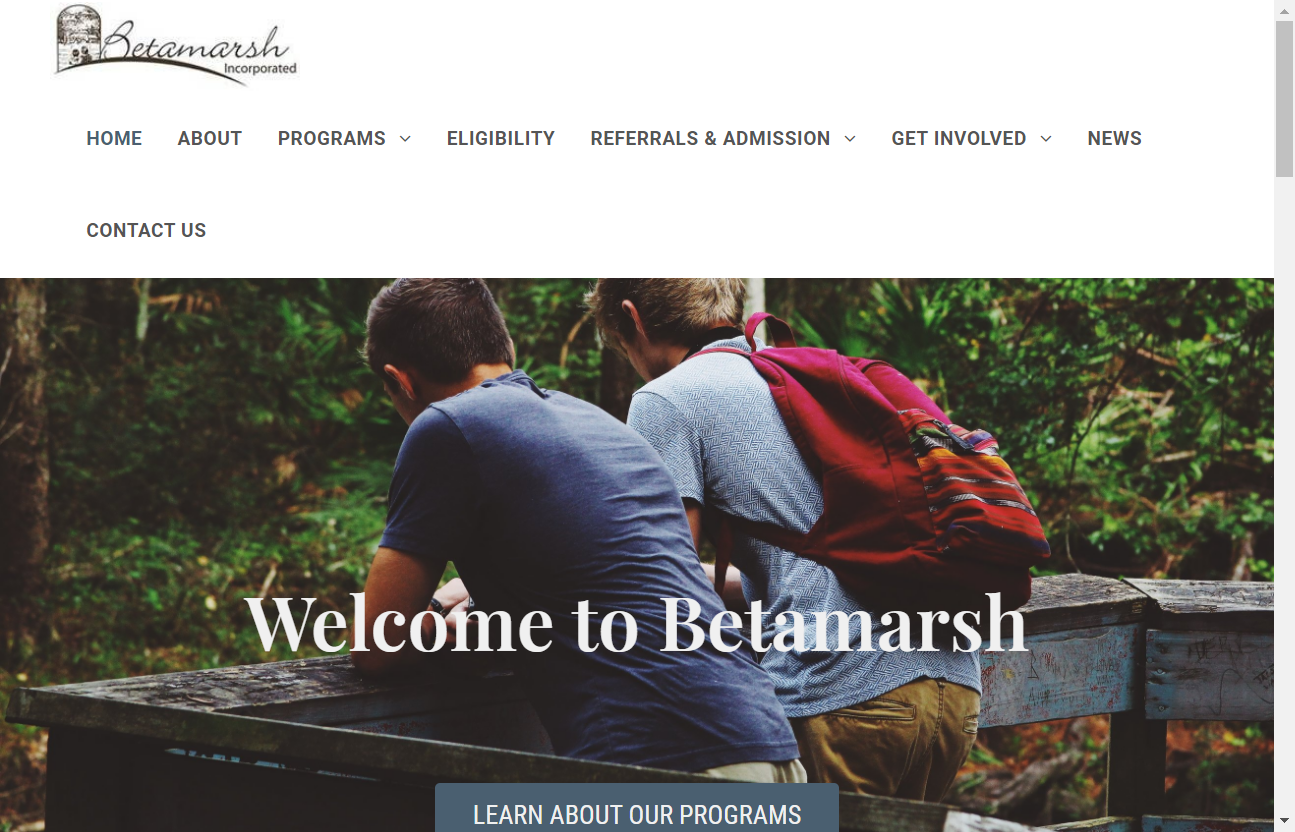 Betamarsh
Incorporated
HOME ABOUT PROGRAMS ELIGIBILITY REFERRALS & ADMISSION GET INVOLVED NEWS
CONTACT US
Welcome to Betamarsh
LEARN ABOUT OUR PROGRAMS